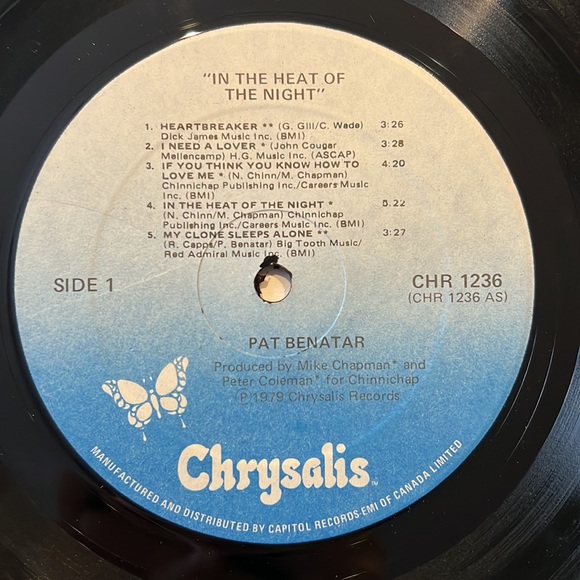 "IN THE HEAT OF
THE NIGHT"
1. HEARTBREAKER ** (G. Gill/C. Wade) 3:26
Dick James Music Inc. (BMI)
2. I NEED A LOVER * (John Cougar 3:28
Mellencamp) H.G. Music Inc. (ASCAP)
3. IF YOU THINK YOU KNOW HOW TO 4:20
LOVE ME * (N. Chinn/M. Chapman)
Chinnichap Publishing Inc./Careers Music
Inc. (BMI)
4. IN THE HEAT OF THE NIGHT * 5.22
(N. Chinn/M. Chapman) Chinnichap
Publishing Inc./Careers Music Inc. (BMI)
5. MY CLONE SLEEPS ALONE ** 3:27
(R. Capps/P. Benatar) Big Tooth Music/
Red Admiral Music Inc. (BMI)
SIDE 1
CHR 1236
(CHR 1236 AS)
PAT BENATAR
Produced by Mike Chapman* and
Peter Coleman* for Chinnichap
℗ 1979 Chrysalis Records
Chrysalis™
MANUFACTURED AND DISTRIBUTED BY CAPITOL RECORDS-EMI OF CANADA LIMITED